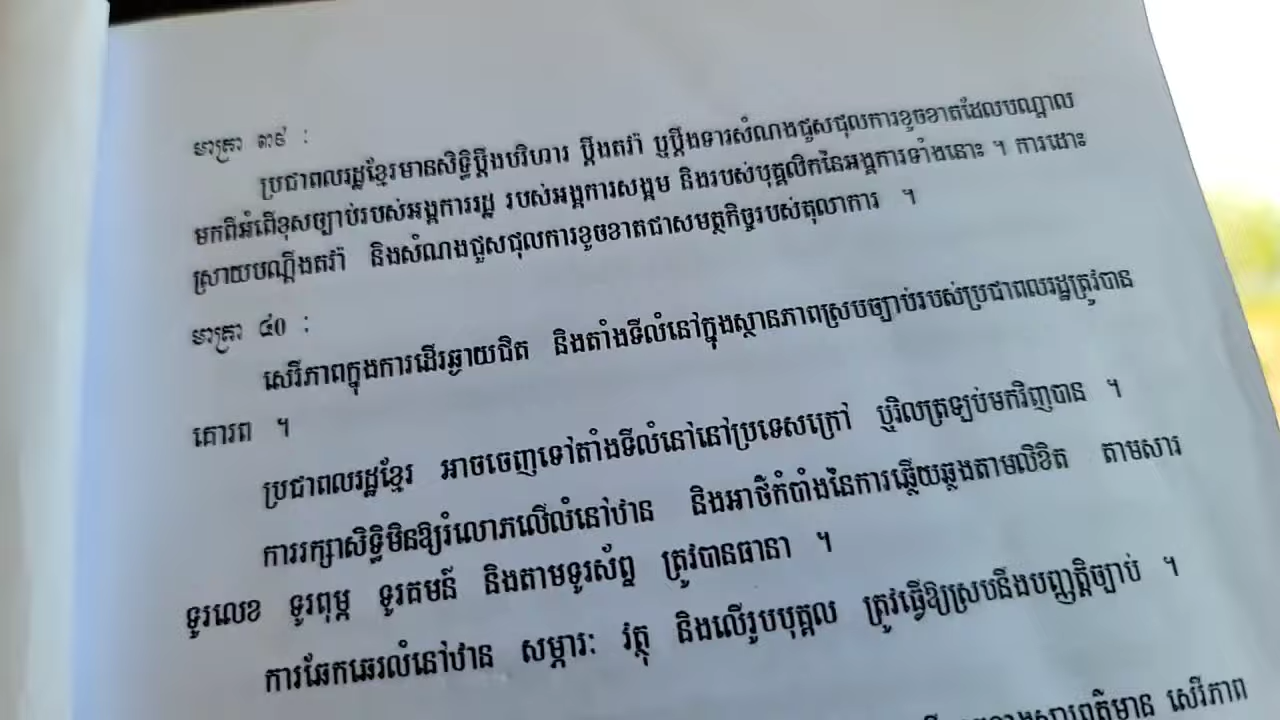 មាត្រា ៣៩ :
ប្រជាពលរដ្ឋខ្មែរមានសិទ្ធិប្តឹងបរិហារ ប្តឹងតវ៉ា ឬប្តឹងទារសំណងជួសជុលការខូចខាតដែលបណ្តាល
មកពីអំពើខុសច្បាប់របស់អង្គការរដ្ឋ របស់អង្គការសង្គម និងរបស់បុគ្គលិកនៃអង្គការទាំងនោះ ។ ការដោះ
ស្រាយបណ្តឹងតវ៉ា និងសំណងជួសជុលការខូចខាតជាសមត្ថកិច្ចរបស់តុលាការ ។
មាត្រា ៤០ :
សេរីភាពក្នុងការដើរឆ្ងាយជិត និងតាំងទីលំនៅក្នុងស្ថានភាពស្របច្បាប់របស់ប្រជាពលរដ្ឋត្រូវបាន
គោរព ។
ប្រជាពលរដ្ឋខ្មែរ អាចចេញទៅតាំងទីលំនៅនៅប្រទេសក្រៅ ឬវិលត្រឡប់មកវិញបាន ។
ការរក្សាសិទ្ធិមិនឱ្យរំលោភលើលំនៅឋាន និងអាថ៌កំបាំងនៃការឆ្លើយឆ្លងតាមលិខិត តាមសារ
ទូរលេខ ទូរពុម្ព ទូរគមន៍ និងតាមទូរស័ព្ទ ត្រូវបានធានា ។
ការឆែកឆេរលំនៅឋាន សម្ភារៈ វត្ថុ និងលើរូបបុគ្គល ត្រូវធ្វើឱ្យស្របនឹងបញ្ញត្តិច្បាប់ ។
សេរីភាព